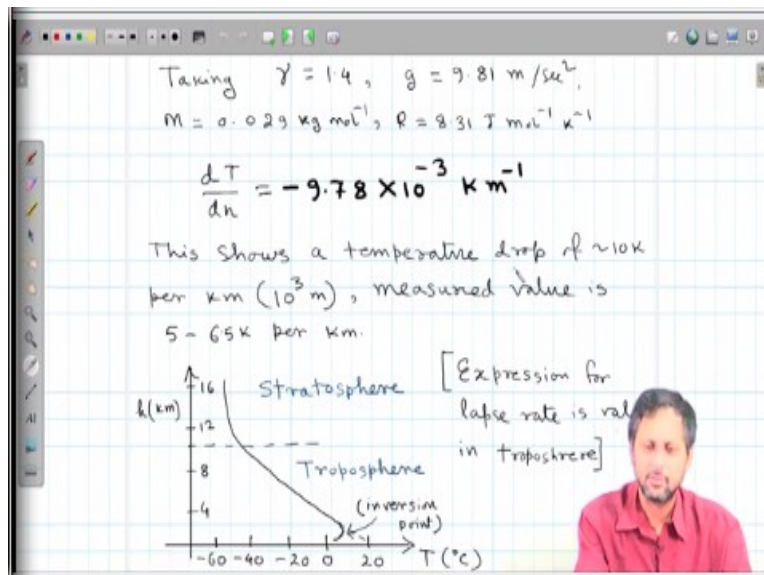 Taking γ = 1.4, g = 9.81 m/sec²,
M = 0.029 kg mol⁻¹, R = 8.31 J mol⁻¹ K⁻¹
dT/dh = -9.78 × 10⁻³ K m⁻¹
This shows a temperature drop of ~10K
per km (10³ m), measured value is
5 - 6.5K per km.
h(km)
16
12
8
4
Stratosphere
Troposphere
(inversion
point)
-60 -40 -20 0 20 T(°C)
[Expression for
lapse rate is val
in troposhrere]
AI